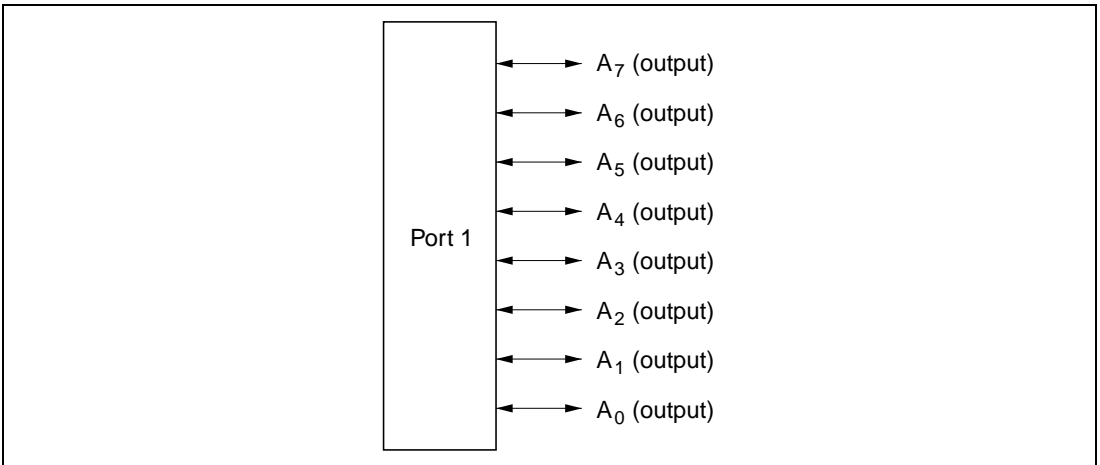 A7 (output)
A6 (output)
A5 (output)
A4 (output)
Port 1
A3 (output)
A2 (output)
A1 (output)
A0 (output)